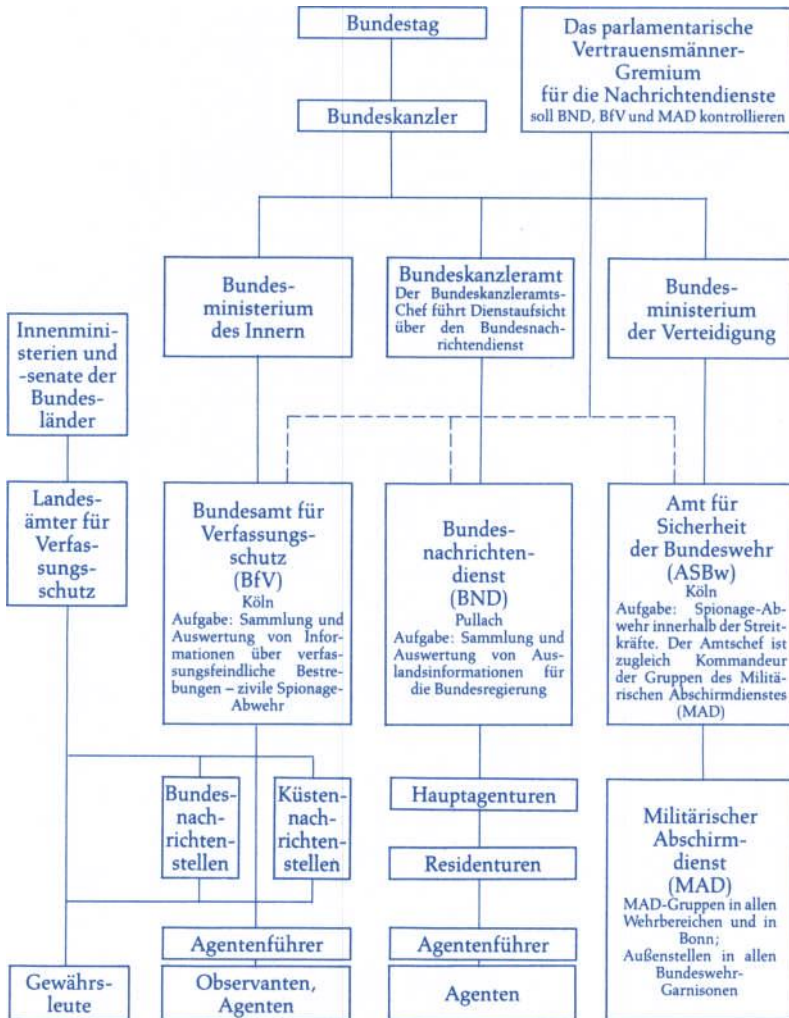 Bundestag
Bundeskanzler
Das parlamentarische
Vertrauensmänner-
Gremium
für die Nachrichtendienste
soll BND, BfV und MAD kontrollieren
Innenmini-
sterien und
-senate der
Bundes-
länder
Bundes-
ministerium
des Innern
Bundeskanzleramt
Der Bundeskanzleramts-
Chef führt Dienstaufsicht
über den Bundesnach-
richtendienst
Bundes-
ministerium
der Verteidigung
Landes-
ämter für
Verfas-
sungs-
schutz
Bundesamt für
Verfassungs-
schutz
(BfV)
Köln
Aufgabe: Sammlung und
Auswertung von Infor-
mationen über verfas-
sungsfeindliche Bestre-
bungen – zivile Spionage-
Abwehr
Bundes-
nachrichten-
dienst
(BND)
Pullach
Aufgabe: Sammlung und
Auswertung von Aus-
landsinformationen für
die Bundesregierung
Amt für
Sicherheit
der Bundeswehr
(ASBw)
Köln
Aufgabe: Spionage-Ab-
wehr innerhalb der Streit-
kräfte. Der Amtschef ist
zugleich Kommandeur
der Gruppen des Militä-
rischen Abschirmdienstes
(MAD)
Bundes-
nach-
richten-
stellen
Küsten-
nach-
richten-
stellen
Hauptagenturen
Residenturen
Militärischer
Abschirm-
dienst
(MAD)
MAD-Gruppen in allen
Wehrbereichen und in
Bonn;
Außenstellen in allen
Bundeswehr-
Garnisonen
Agentenführer
Agentenführer
Gewährs-
leute
Observanten,
Agenten
Agenten